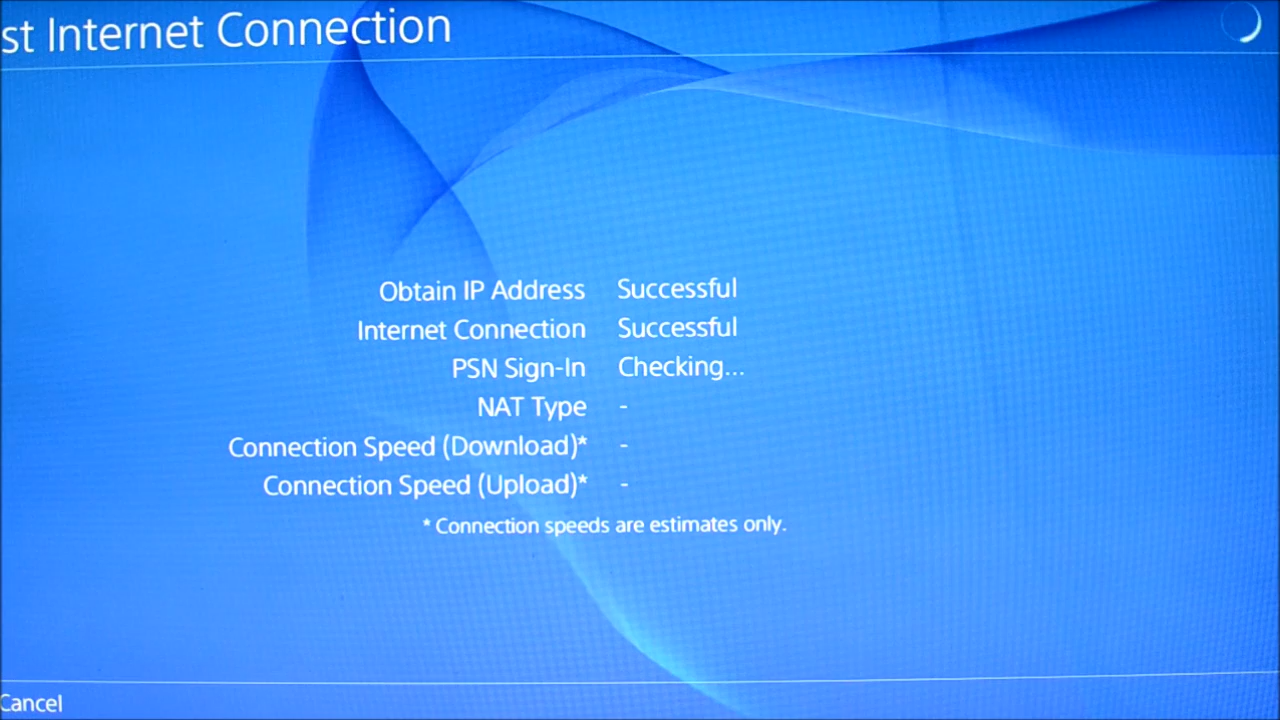 st Internet Connection
Obtain IP Address Successful
Internet Connection Successful
PSN Sign-In Checking...
NAT Type -
Connection Speed (Download)* -
Connection Speed (Upload)* -
* Connection speeds are estimates only.
Cancel